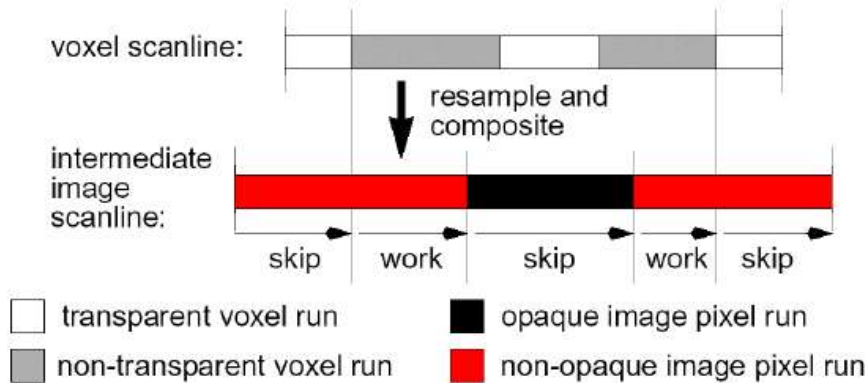 voxel scanline:
resample and
composite
intermediate
image
scanline:
skip work skip work skip
transparent voxel run opaque image pixel run
non-transparent voxel run non-opaque image pixel run